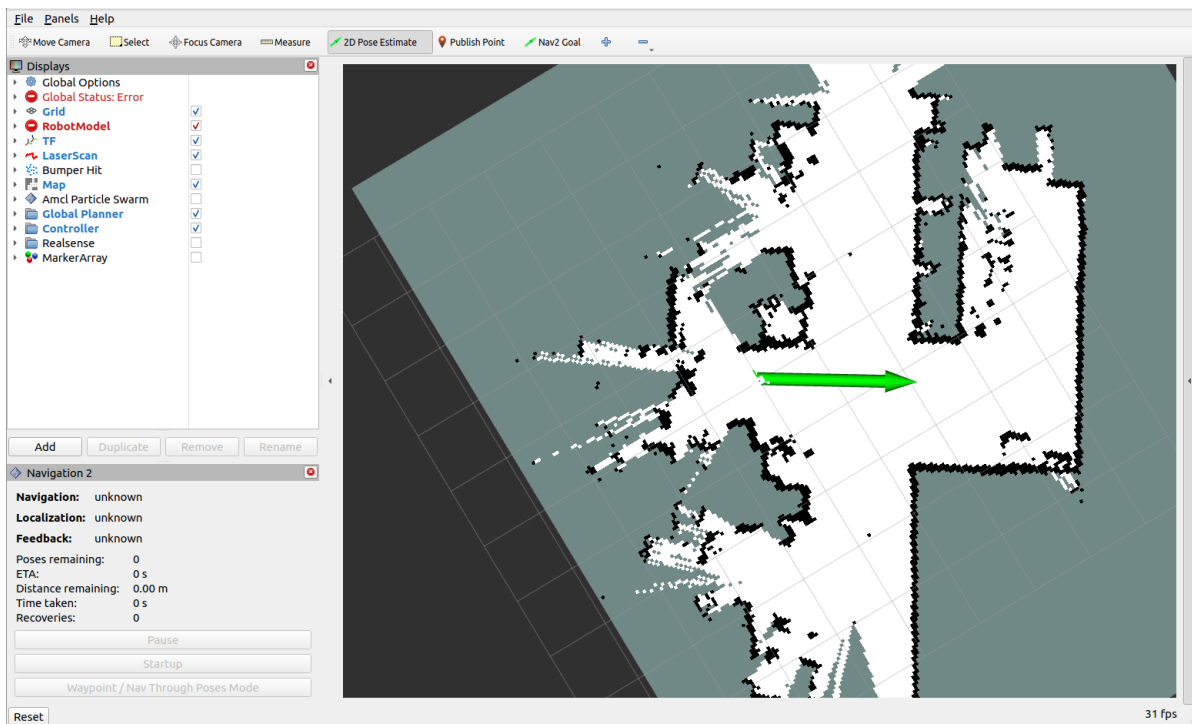 File Panels Help
Move Camera Select Focus Camera Measure 2D Pose Estimate Publish Point Nav2 Goal
Displays
Global Options
Global Status: Error
Grid
RobotModel
TF
LaserScan
Bumper Hit
Map
Amcl Particle Swarm
Global Planner
Controller
Realsense
MarkerArray
Add Duplicate Remove Rename
Navigation 2
Navigation: unknown
Localization: unknown
Feedback: unknown
Poses remaining: 0
ETA: 0 s
Distance remaining: 0.00 m
Time taken: 0 s
Recoveries: 0
Pause
Startup
Waypoint / Nav Through Poses Mode
Reset 31 fps